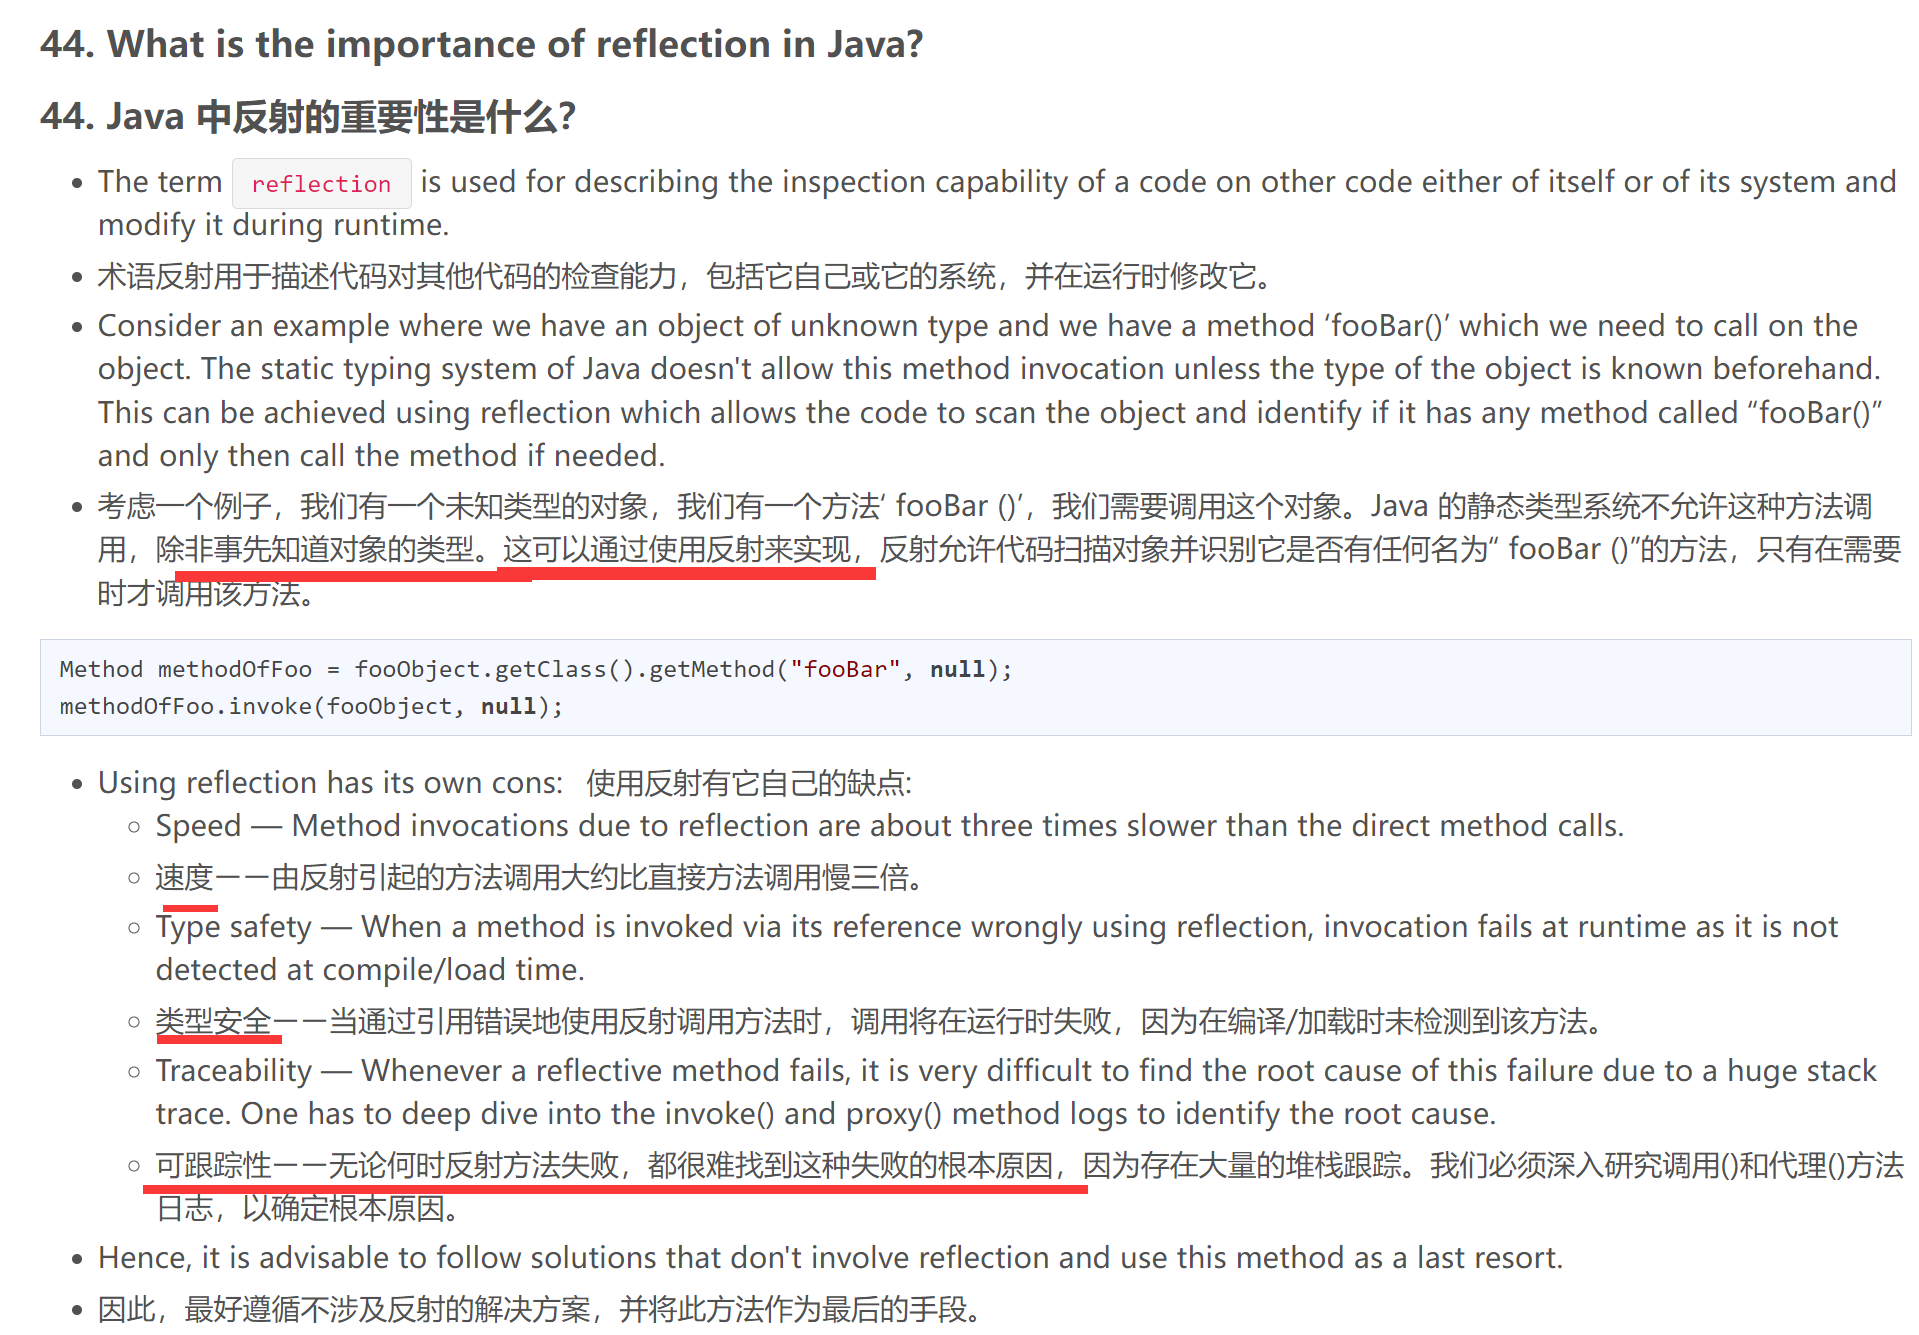 44. What is the importance of reflection in Java?
44. Java 中反射的重要性是什么？
The term reflection is used for describing the inspection capability of a code on other code either of itself or of its system and
modify it during runtime.
术语反射用于描述代码对其他代码的检查能力，包括它自己或它的系统，并在运行时修改它。
Consider an example where we have an object of unknown type and we have a method ‘fooBar()’ which we need to call on the
object. The static typing system of Java doesn't allow this method invocation unless the type of the object is known beforehand.
This can be achieved using reflection which allows the code to scan the object and identify if it has any method called “fooBar()”
and only then call the method if needed.
考虑一个例子，我们有一个未知类型的对象，我们有一个方法‘ fooBar ()’，我们需要调用这个对象。Java 的静态类型系统不允许这种方法调
用，除非事先知道对象的类型。这可以通过使用反射来实现，反射允许代码扫描对象并识别它是否有任何名为“ fooBar ()”的方法，只有在需要
时才调用该方法。
Method methodOfFoo = fooObject.getClass().getMethod("fooBar", null);
methodOfFoo.invoke(fooObject, null);
Using reflection has its own cons: 使用反射有它自己的缺点:
Speed — Method invocations due to reflection are about three times slower than the direct method calls.
速度——由反射引起的方法调用大约比直接方法调用慢三倍。
Type safety — When a method is invoked via its reference wrongly using reflection, invocation fails at runtime as it is not
detected at compile/load time.
类型安全——当通过引用错误地使用反射调用方法时，调用将在运行时失败，因为在编译/加载时未检测到该方法。
Traceability — Whenever a reflective method fails, it is very difficult to find the root cause of this failure due to a huge stack
trace. One has to deep dive into the invoke() and proxy() method logs to identify the root cause.
可跟踪性——无论何时反射方法失败，都很难找到这种失败的根本原因，因为存在大量的堆栈跟踪。我们必须深入研究调用()和代理()方法
日志，以确定根本原因。
Hence, it is advisable to follow solutions that don't involve reflection and use this method as a last resort.
因此，最好遵循不涉及反射的解决方案，并将此方法作为最后的手段。